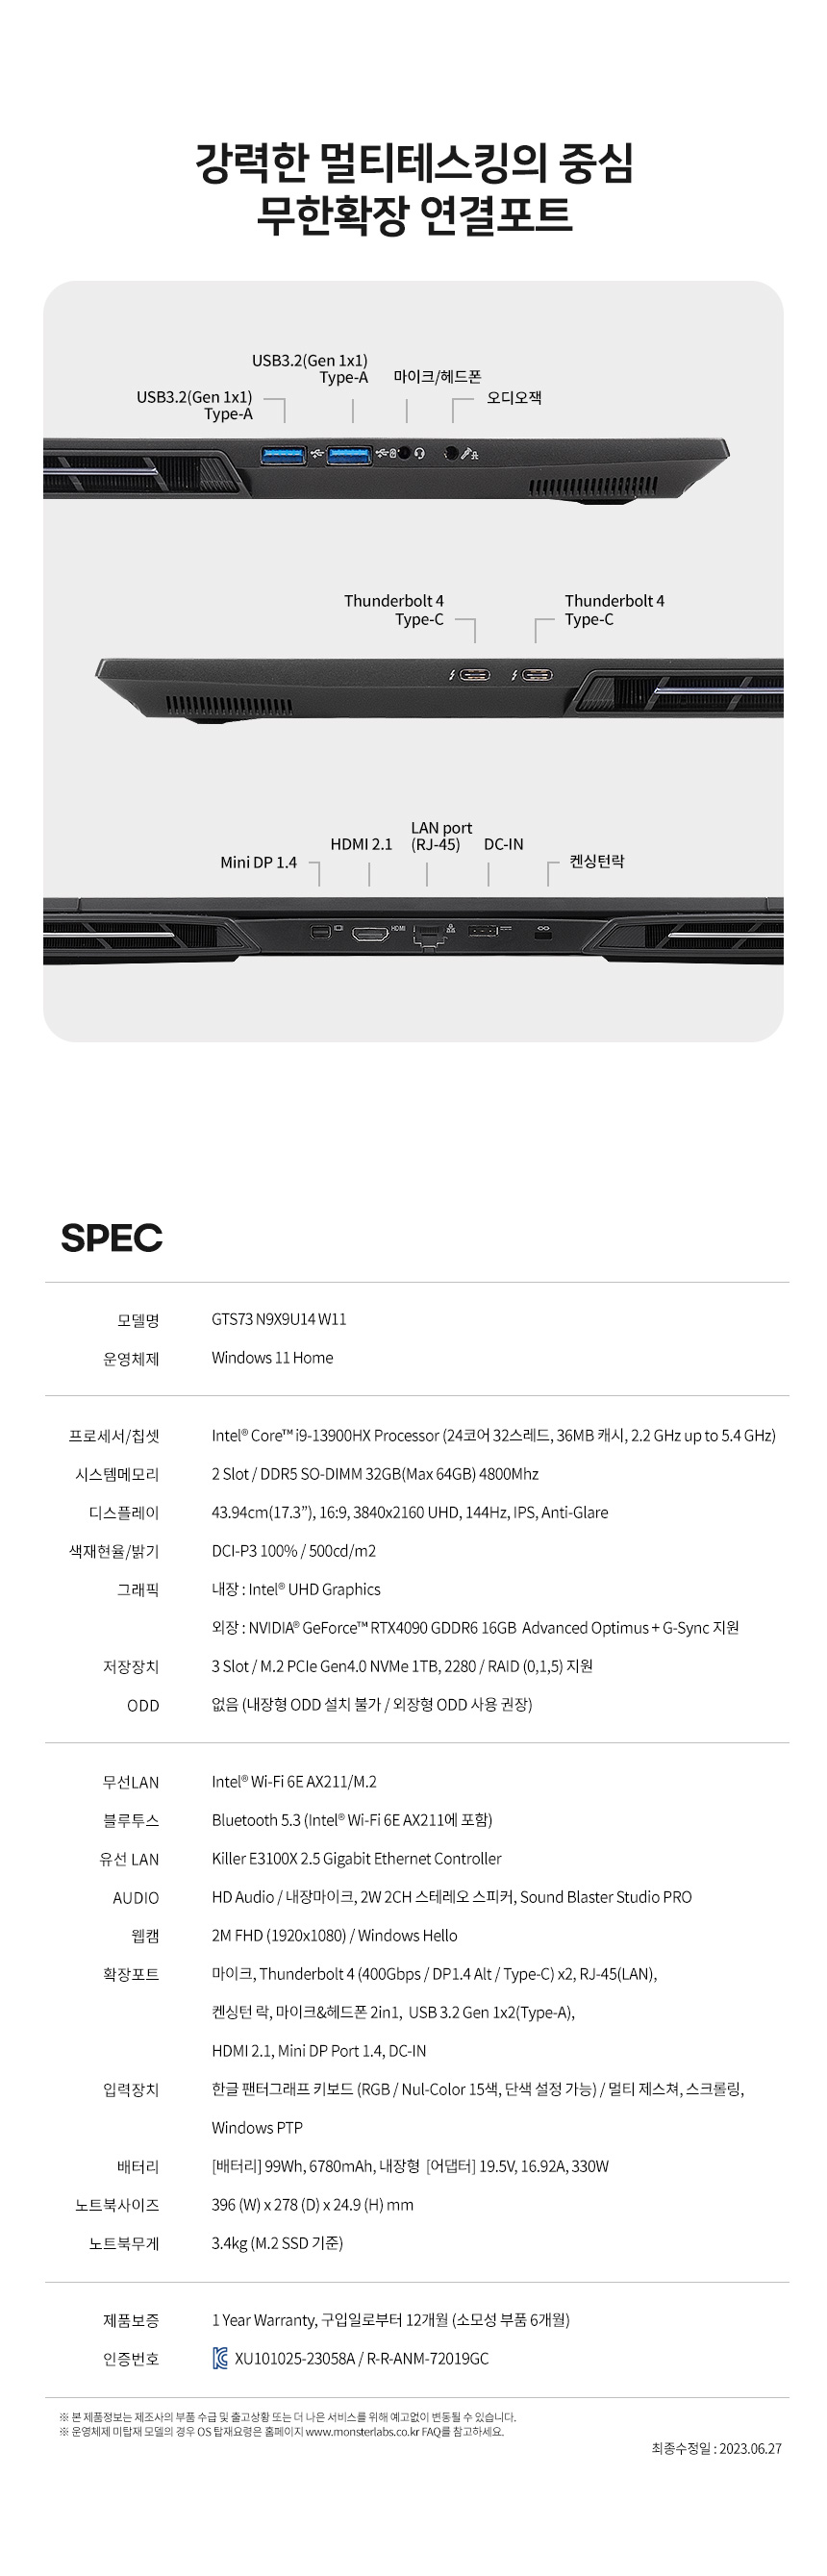 강력한 멀티테스킹의 중심
무한확장 연결포트
USB3.2(Gen 1x1)
Type-A
USB3.2(Gen 1x1)
Type-A
마이크/헤드폰
오디오잭
Thunderbolt 4
Type-C
Thunderbolt 4
Type-C
Mini DP 1.4
HDMI 2.1
LAN port
(RJ-45)
DC-IN
켄싱턴락
HDMI
SPEC
모델명 GTS73 N9X9U14 W11
운영체제 Windows 11 Home
프로세서/칩셋 Intel® Core™ i9-13900HX Processor (24코어 32스레드, 36MB 캐시, 2.2 GHz up to 5.4 GHz)
시스템메모리 2 Slot / DDR5 SO-DIMM 32GB(Max 64GB) 4800Mhz
디스플레이 43.94cm(17.3”), 16:9, 3840x2160 UHD, 144Hz, IPS, Anti-Glare
색재현율/밝기 DCI-P3 100% / 500cd/m2
그래픽 내장 : Intel® UHD Graphics
외장 : NVIDIA® GeForce™ RTX4090 GDDR6 16GB Advanced Optimus + G-Sync 지원
저장장치 3 Slot / M.2 PCIe Gen4.0 NVMe 1TB, 2280 / RAID (0,1,5) 지원
ODD 없음 (내장형 ODD 설치 불가 / 외장형 ODD 사용 권장)
무선LAN Intel® Wi-Fi 6E AX211/M.2
블루투스 Bluetooth 5.3 (Intel® Wi-Fi 6E AX211에 포함)
유선 LAN Killer E3100X 2.5 Gigabit Ethernet Controller
AUDIO HD Audio / 내장마이크, 2W 2CH 스테레오 스피커, Sound Blaster Studio PRO
웹캠 2M FHD (1920x1080) / Windows Hello
확장포트 마이크, Thunderbolt 4 (400Gbps / DP1.4 Alt / Type-C) x2, RJ-45(LAN),
켄싱턴 락, 마이크&헤드폰 2in1, USB 3.2 Gen 1x2(Type-A),
HDMI 2.1, Mini DP Port 1.4, DC-IN
입력장치 한글 팬터그래프 키보드 (RGB / Nul-Color 15색, 단색 설정 가능) / 멀티 제스쳐, 스크롤링,
Windows PTP
배터리 [배터리] 99Wh, 6780mAh, 내장형 [어댑터] 19.5V, 16.92A, 330W
노트북사이즈 396 (W) x 278 (D) x 24.9 (H) mm
노트북무게 3.4kg (M.2 SSD 기준)
제품보증 1 Year Warranty, 구입일로부터 12개월 (소모성 부품 6개월)
인증번호 XU101025-23058A / R-R-ANM-72019GC
※ 본 제품정보는 제조사의 부품 수급 및 출고상황 또는 더 나은 서비스를 위해 예고없이 변동될 수 있습니다.
※ 운영체제 미탑재 모델의 경우 OS 탑재요령은 홈페이지 www.monsterlabs.co.kr FAQ를 참고하세요.
최종수정일 : 2023.06.27